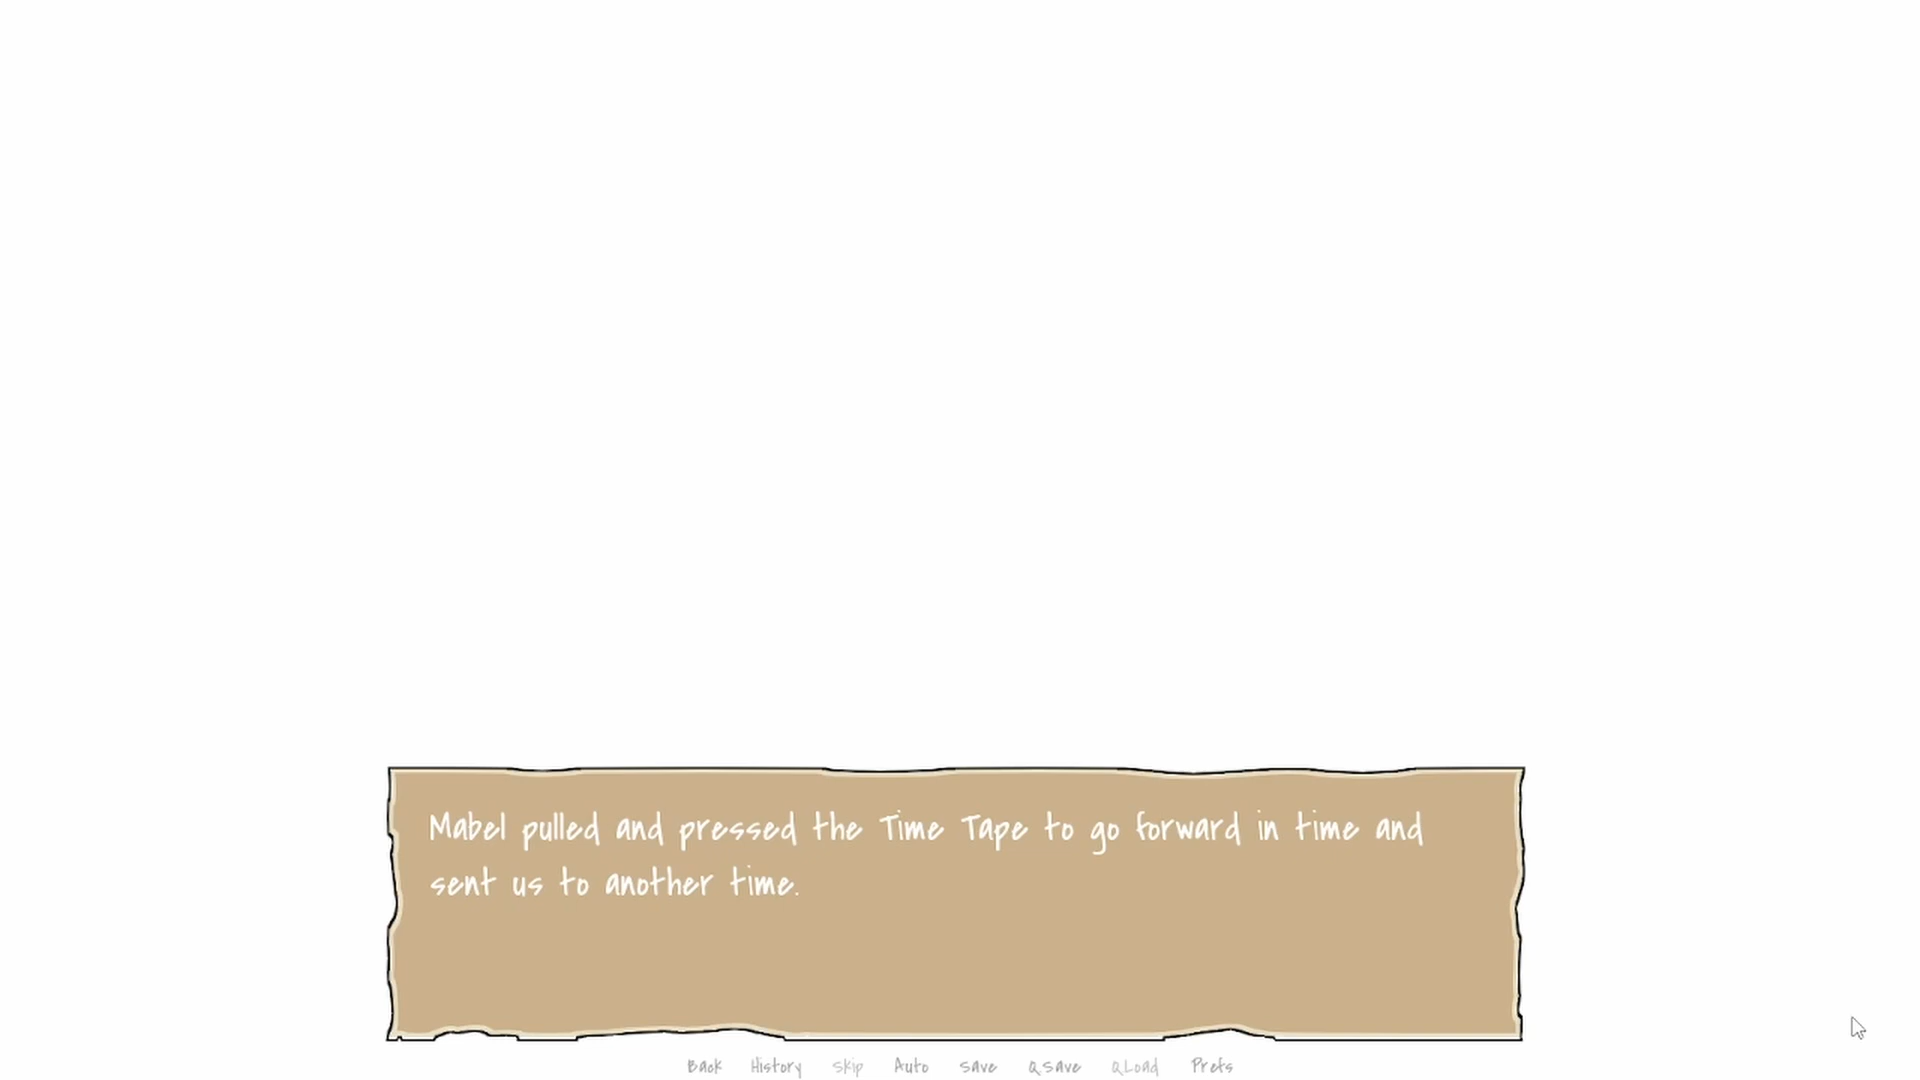 Mabel pulled and pressed the Time Tape to go forward in time and
sent us to another time.
Back History Skip Auto Save Q.Save Q.Load Prefs